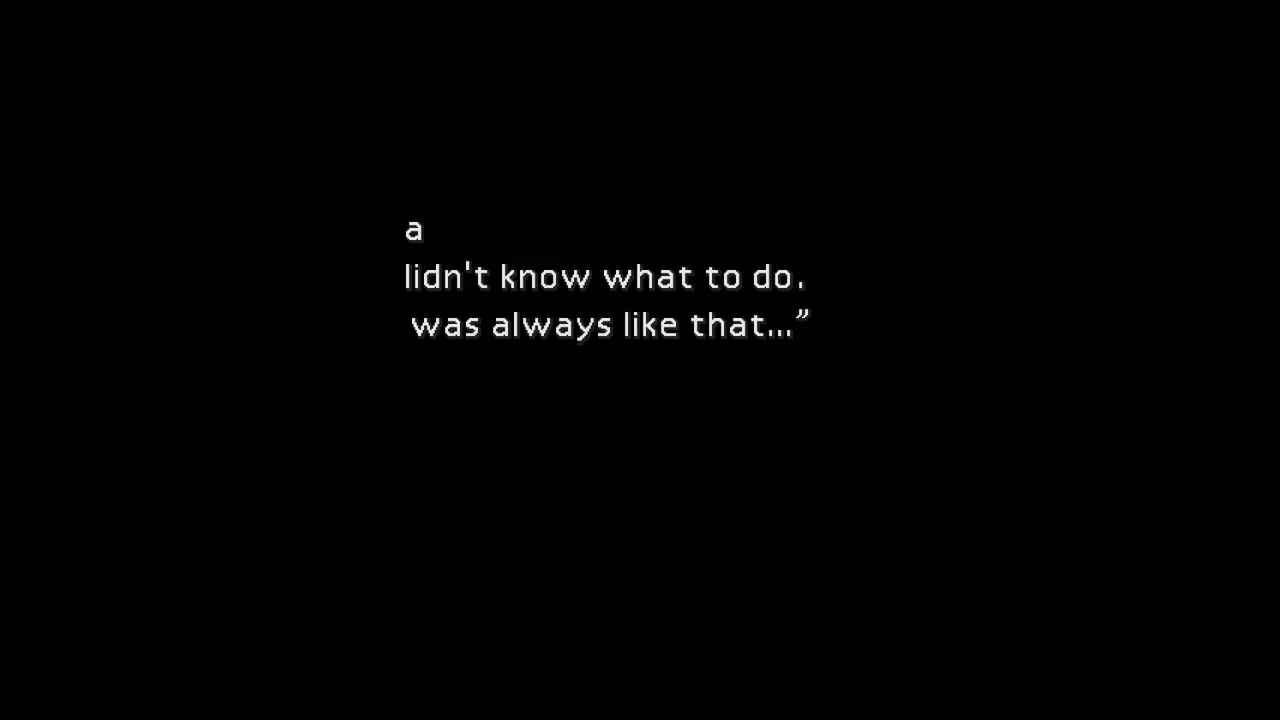 a
lidn't know what to do.
was always like that...”